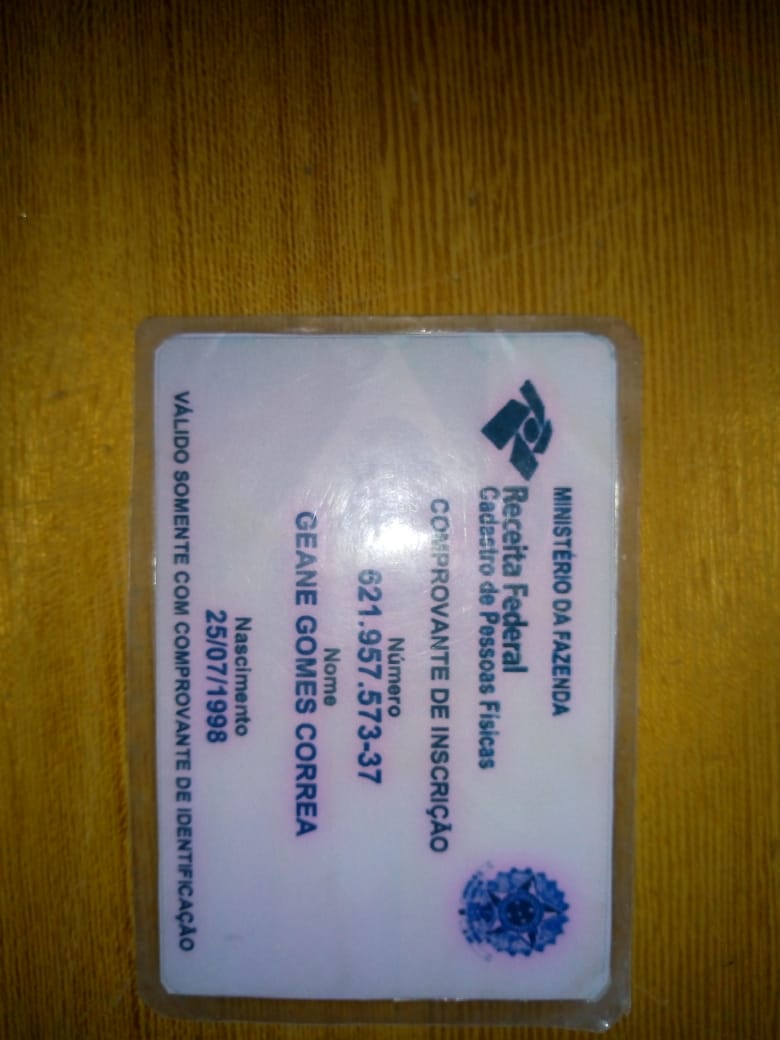 MINISTÉRIO DA FAZENDA
Receita Federal
Cadastro de Pessoas Físicas
COMPROVANTE DE INSCRIÇÃO
Número
621.957.573-37
Nome
GEANE GOMES CORREA
Nascimento
25/07/1998
VÁLIDO SOMENTE COM COMPROVANTE DE IDENTIFICAÇÃO